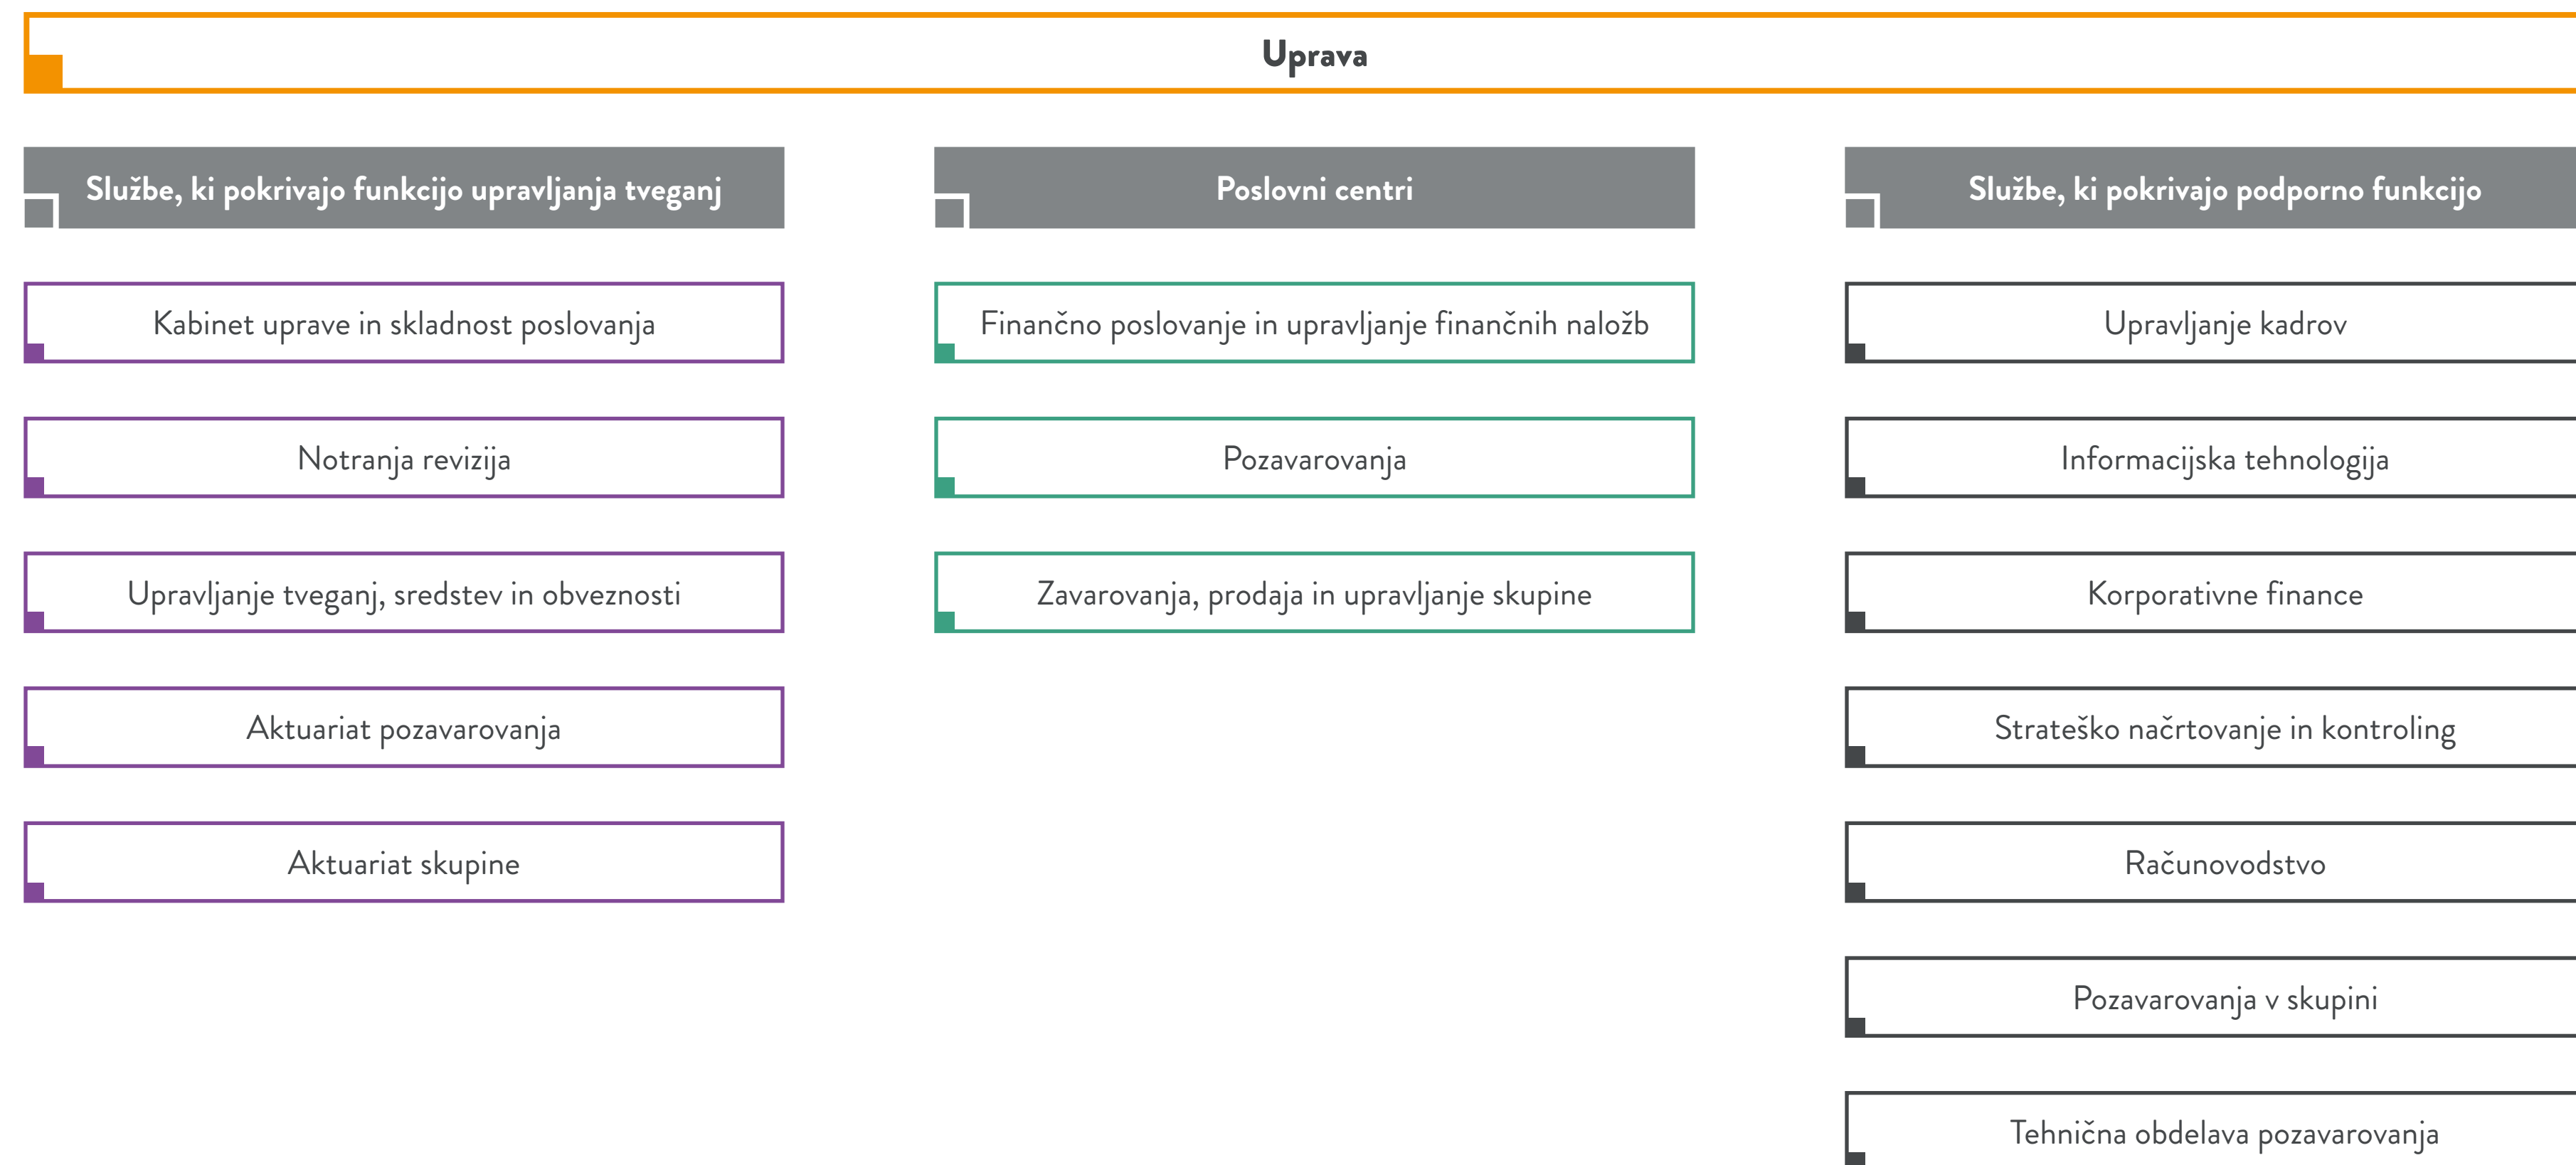 Uprava
Službe, ki pokrivajo funkcijo upravljanja tveganj
Kabinet uprave in skladnost poslovanja
Notranja revizija
Upravljanje tveganj, sredstev in obveznosti
Aktuariat pozavarovanja
Aktuariat skupine
Poslovni centri
Finančno poslovanje in upravljanje finančnih naložb
Pozavarovanja
Zavarovanja, prodaja in upravljanje skupine
Službe, ki pokrivajo podporno funkcijo
Upravljanje kadrov
Informacijska tehnologija
Korporativne finance
Strateško načrtovanje in kontroling
Računovodstvo
Pozavarovanja v skupini
Tehnična obdelava pozavarovanja